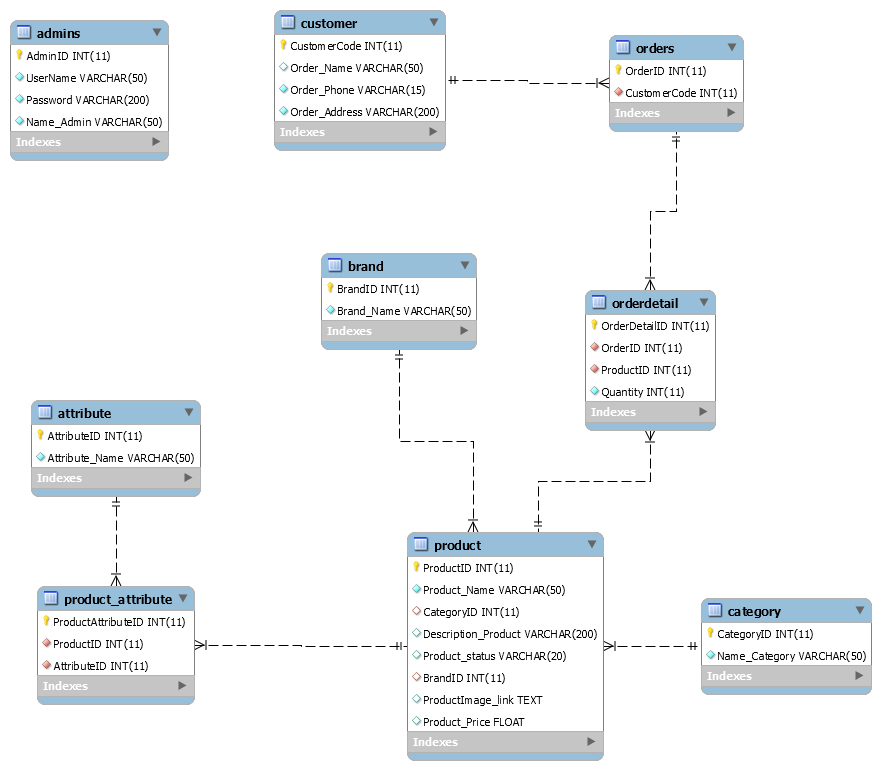 admins
AdminID INT(11)
UserName VARCHAR(50)
Password VARCHAR(200)
Name_Admin VARCHAR(50)
Indexes
customer
CustomerCode INT(11)
Order_Name VARCHAR(50)
Order_Phone VARCHAR(15)
Order_Address VARCHAR(200)
Indexes
orders
OrderID INT(11)
CustomerCode INT(11)
Indexes
brand
BrandID INT(11)
Brand_Name VARCHAR(50)
Indexes
orderdetail
OrderDetailID INT(11)
OrderID INT(11)
ProductID INT(11)
Quantity INT(11)
Indexes
attribute
AttributeID INT(11)
Attribute_Name VARCHAR(50)
Indexes
product_attribute
ProductAttributeID INT(11)
ProductID INT(11)
AttributeID INT(11)
Indexes
product
ProductID INT(11)
Product_Name VARCHAR(50)
CategoryID INT(11)
Description_Product VARCHAR(200)
Product_status VARCHAR(20)
BrandID INT(11)
ProductImage_link TEXT
Product_Price FLOAT
Indexes
category
CategoryID INT(11)
Name_Category VARCHAR(50)
Indexes